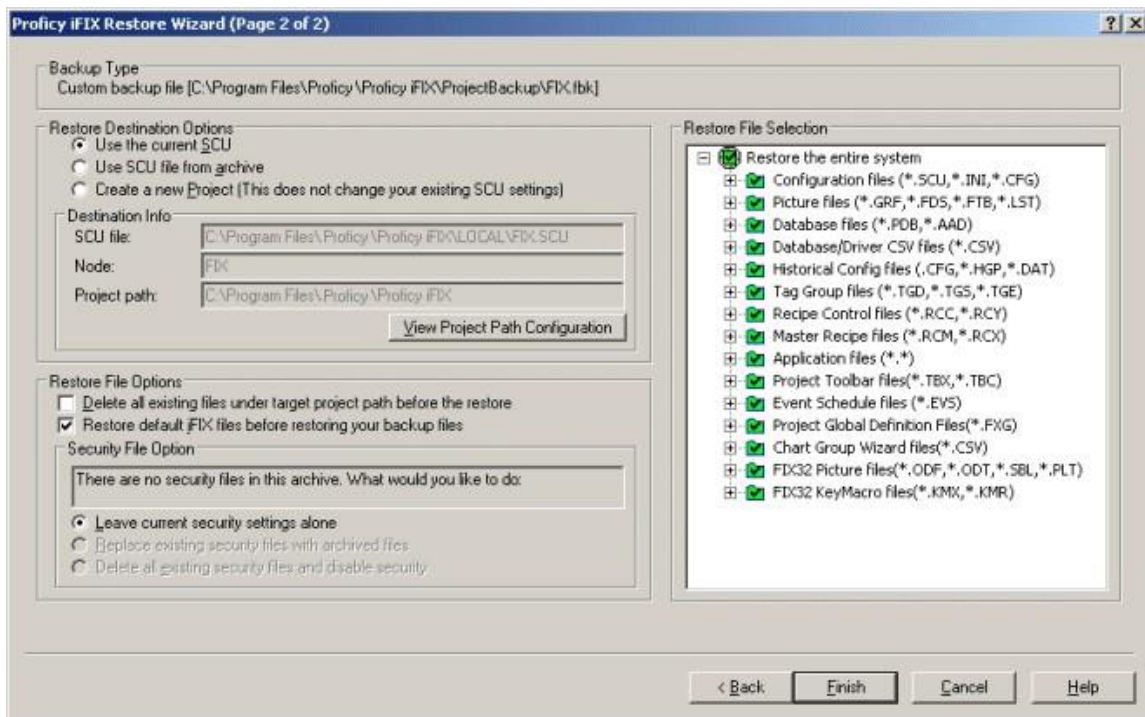 Proficy iFIX Restore Wizard (Page 2 of 2)
Backup Type
Custom backup file [C:\Program Files\Proficy\Proficy iFIX\ProjectBackup\FIX.fbk]
Restore Destination Options
Use the current SCU
Use SCU file from archive
Create a new Project (This does not change your existing SCU settings)
Destination Info
SCU file: C:\Program Files\Proficy\Proficy iFIX\LOCAL\FIX.SCU
Node: FIX
Project path: C:\Program Files\Proficy\Proficy iFIX
View Project Path Configuration
Restore File Options
Delete all existing files under target project path before the restore
Restore default iFIX files before restoring your backup files
Security File Option
There are no security files in this archive. What would you like to do:
Leave current security settings alone
Replace existing security files with archived files
Delete all existing security files and disable security
Restore File Selection
Restore the entire system
Configuration files (*.SCU,*.INI,*.CFG)
Picture files (*.GRF,*.FDS,*.FTB,*.LST)
Database files (*.PDB,*.AAD)
Database/Driver CSV files (*.CSV)
Historical Config files (.CFG,*.HGP,*.DAT)
Tag Group files (*.TGD,*.TGS,*.TGE)
Recipe Control files (*.RCC,*.RCY)
Master Recipe files (*.RCM,*.RCX)
Application files (*.*)
Project Toolbar files(*.TBX,*.TBC)
Event Schedule files (*.EVS)
Project Global Definition Files(*.FXG)
Chart Group Wizard files(*.CSV)
FIX32 Picture files(*.ODF,*.ODT,*.SBL,*.PLT)
FIX32 KeyMacro files(*.KMX,*.KMR)
< Back
Finish
Cancel
Help